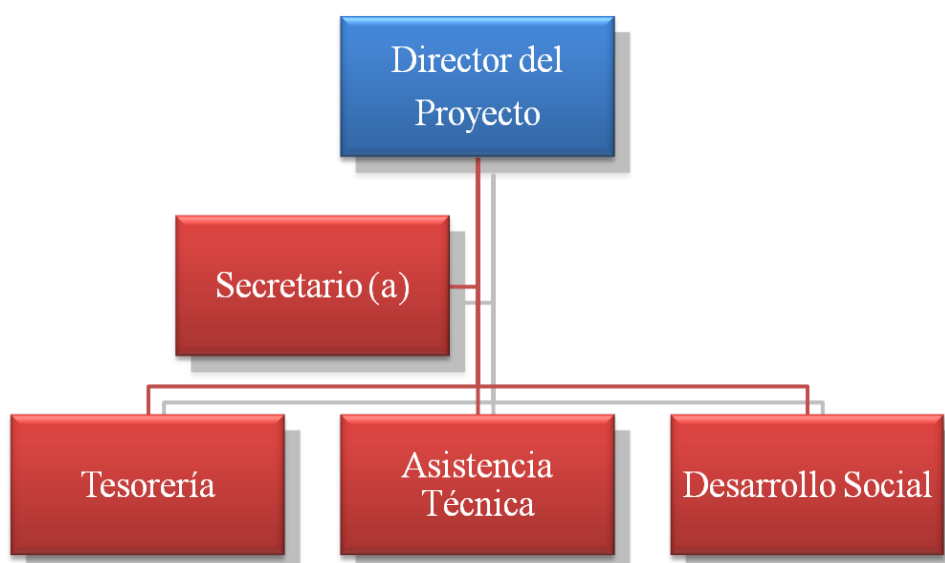 Director del
Proyecto
Secretario (a)
Tesorería
Asistencia
Técnica
Desarrollo Social